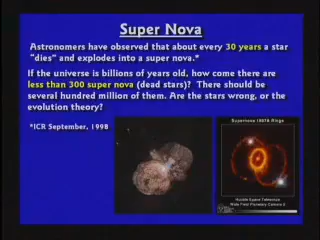 Super Nova
Astronomers have observed that about every 30 years a star
"dies" and explodes into a super nova.*
If the universe is billions of years old, how come there are
less than 300 super nova (dead stars)? There should be
several hundred million of them. Are the stars wrong, or the
evolution theory?
*ICR September, 1998
Supernova 1987A Rings
Hubble Space Telescope
Wide Field Planetary Camera 2